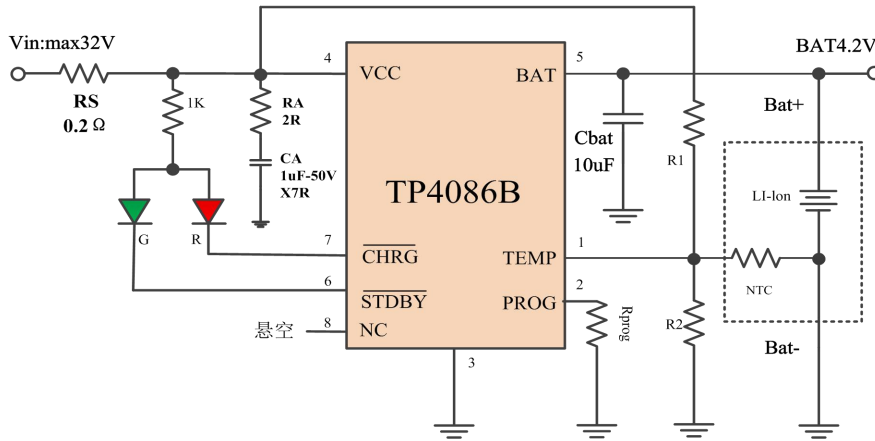 Vin:max32V
RS
0.2 Ω
1K
RA
2R
CA
1uF-50V
X7R
G
R
4
VCC
7
CHRG
6
STDBY
8
NC
悬空
TP4086B
3
5
BAT
1
TEMP
2
PROG
Rprog
Cbat
10uF
R1
R2
BAT4.2V
Bat+
LI-lon
NTC
Bat-